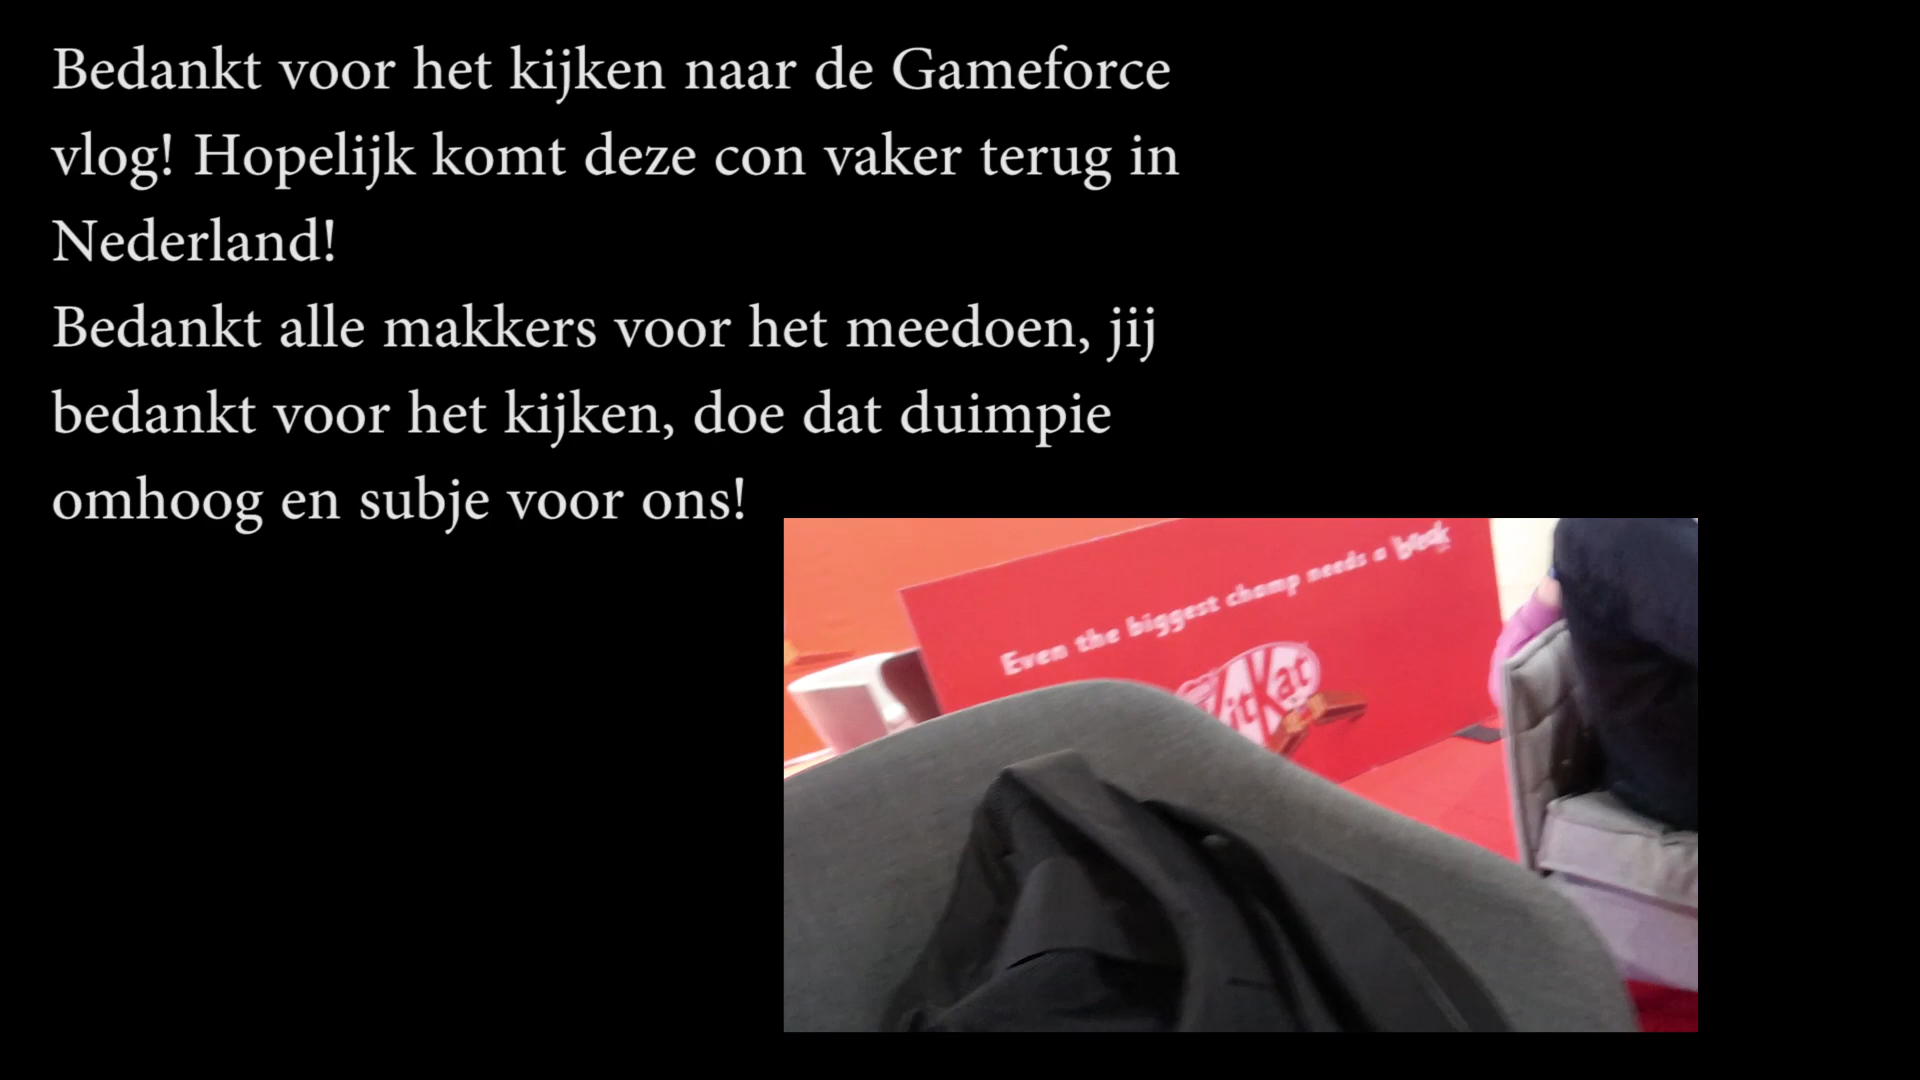 Bedankt voor het kijken naar de Gameforce
vlog! Hopelijk komt deze con vaker terug in
Nederland!
Bedankt alle makkers voor het meedoen, jij
bedankt voor het kijken, doe dat duimpie
omhoog en subje voor ons!
Even the biggest champ needs a break
KitKat